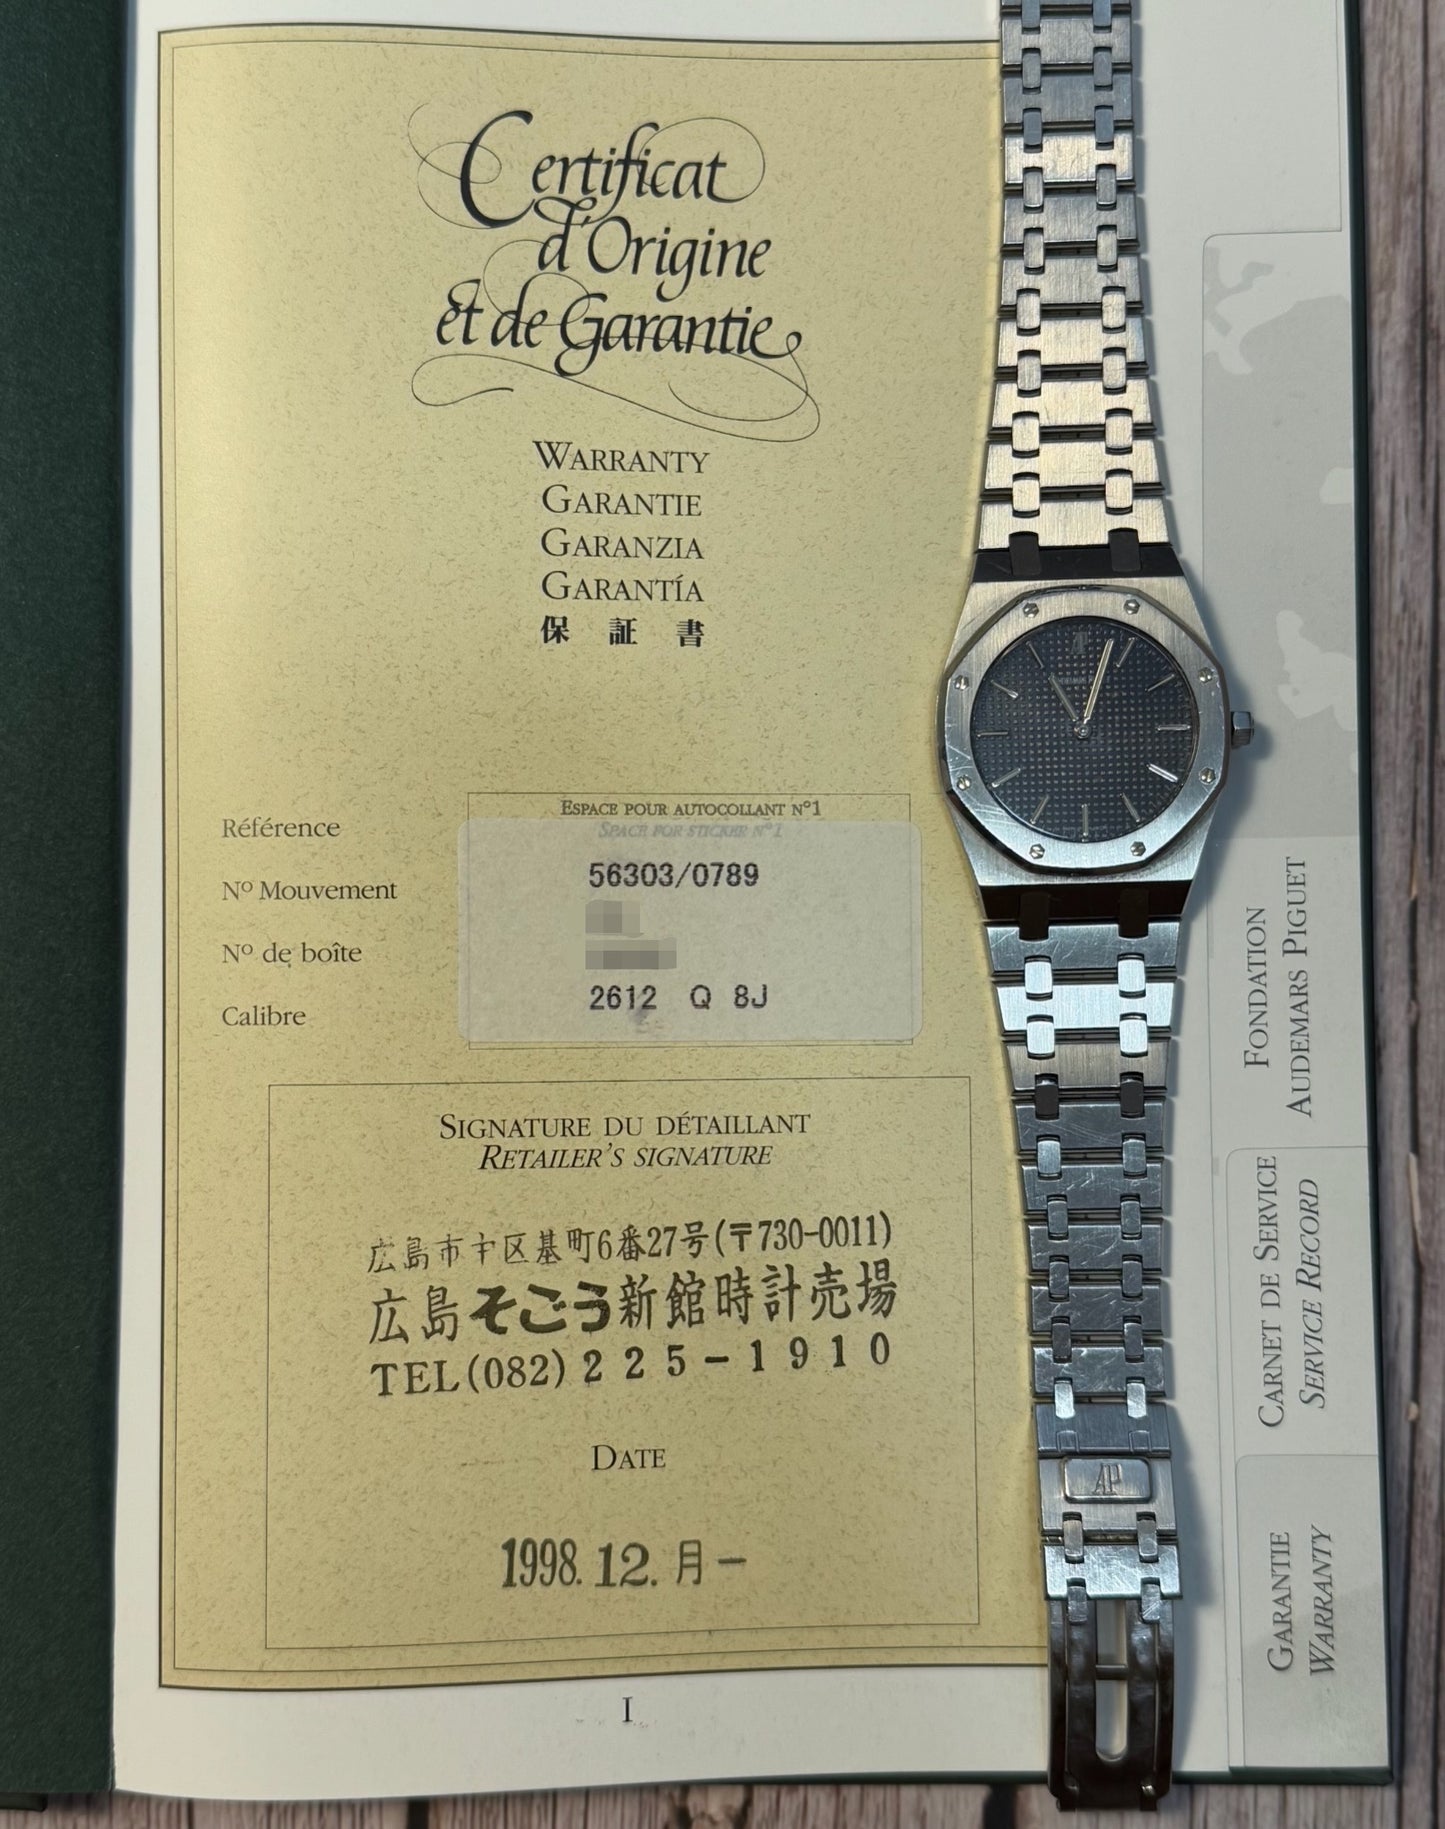 Certificat
d'Origine
et de Garantie
WARRANTY
GARANTIE
GARANZIA
GARANTÍA
保証書
ESPACE POUR AUTOCOLLANT N°1
SPACE FOR STICKER N°1
Référence
56303/0789
Nº Mouvement
Nº de boîte
Calibre
2612 Q 8J
SIGNATURE DU DÉTAILLANT
RETAILER'S SIGNATURE
広島市中区基町6番27号(〒730-0011)
広島そごう新館時計売場
TEL(082)225-1910
DATE
1998.12.月-
I
AP
AP
FONDATION
AUDEMARS PIGUET
CARNET DE SERVICE
SERVICE RECORD
GARANTIE
WARRANTY